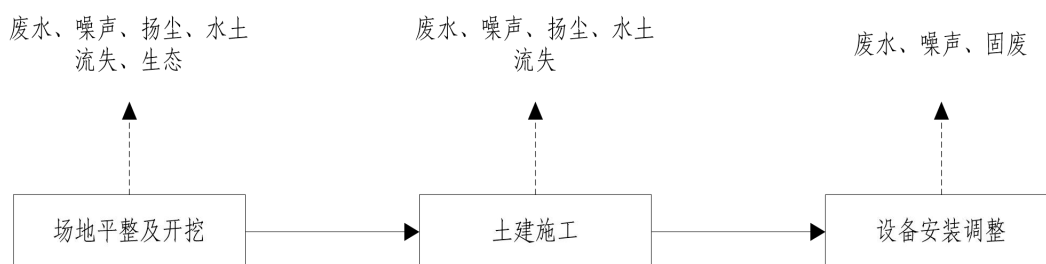 废水、噪声、扬尘、水土
流失、生态
废水、噪声、扬尘、水土
流失
废水、噪声、固废
场地平整及开挖
土建施工
设备安装调整